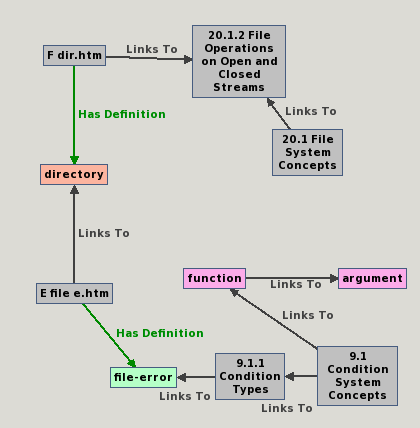 F dir.htm
Links To
20.1.2 File
Operations
on Open and
Closed
Streams
Has Definition
Links To
20.1 File
System
Concepts
directory
Links To
function
Links To
argument
E file e.htm
Links To
Has Definition
file-error
Links To
9.1.1
Condition
Types
Links To
9.1
Condition
System
Concepts